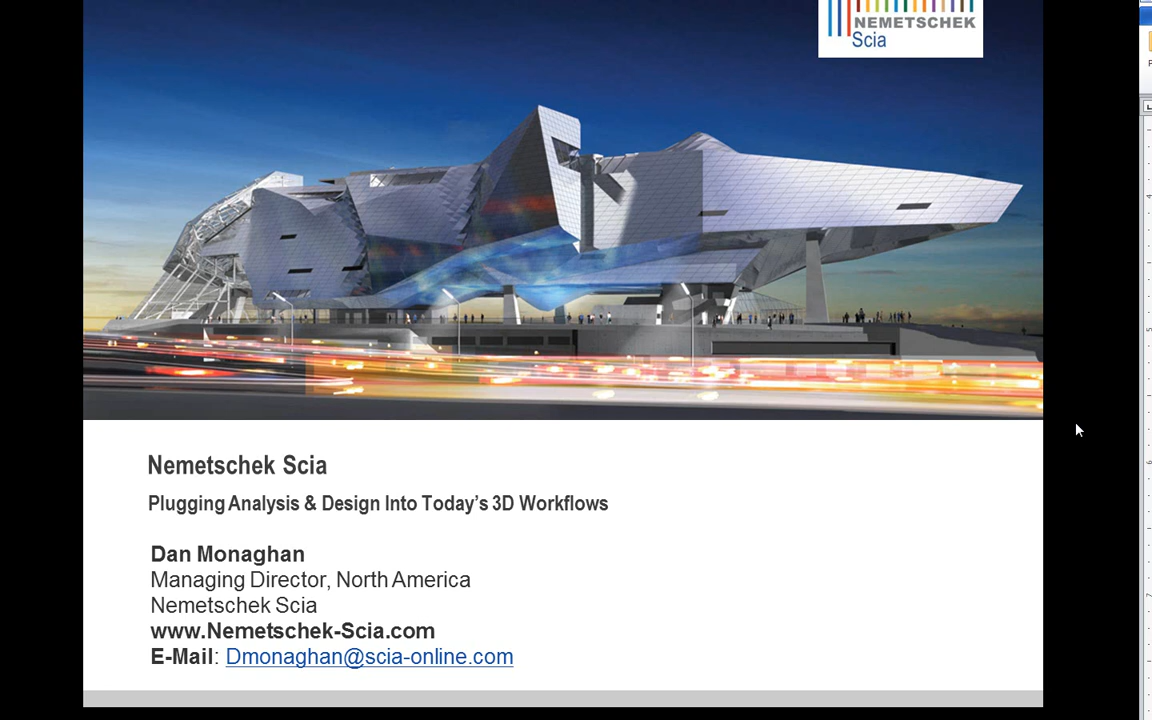 NEMETSCHEK
Scia
Nemetschek Scia
Plugging Analysis & Design Into Today's 3D Workflows
Dan Monaghan
Managing Director, North America
Nemetschek Scia
www.Nemetschek-Scia.com
E-Mail: Dmonaghan@scia-online.com